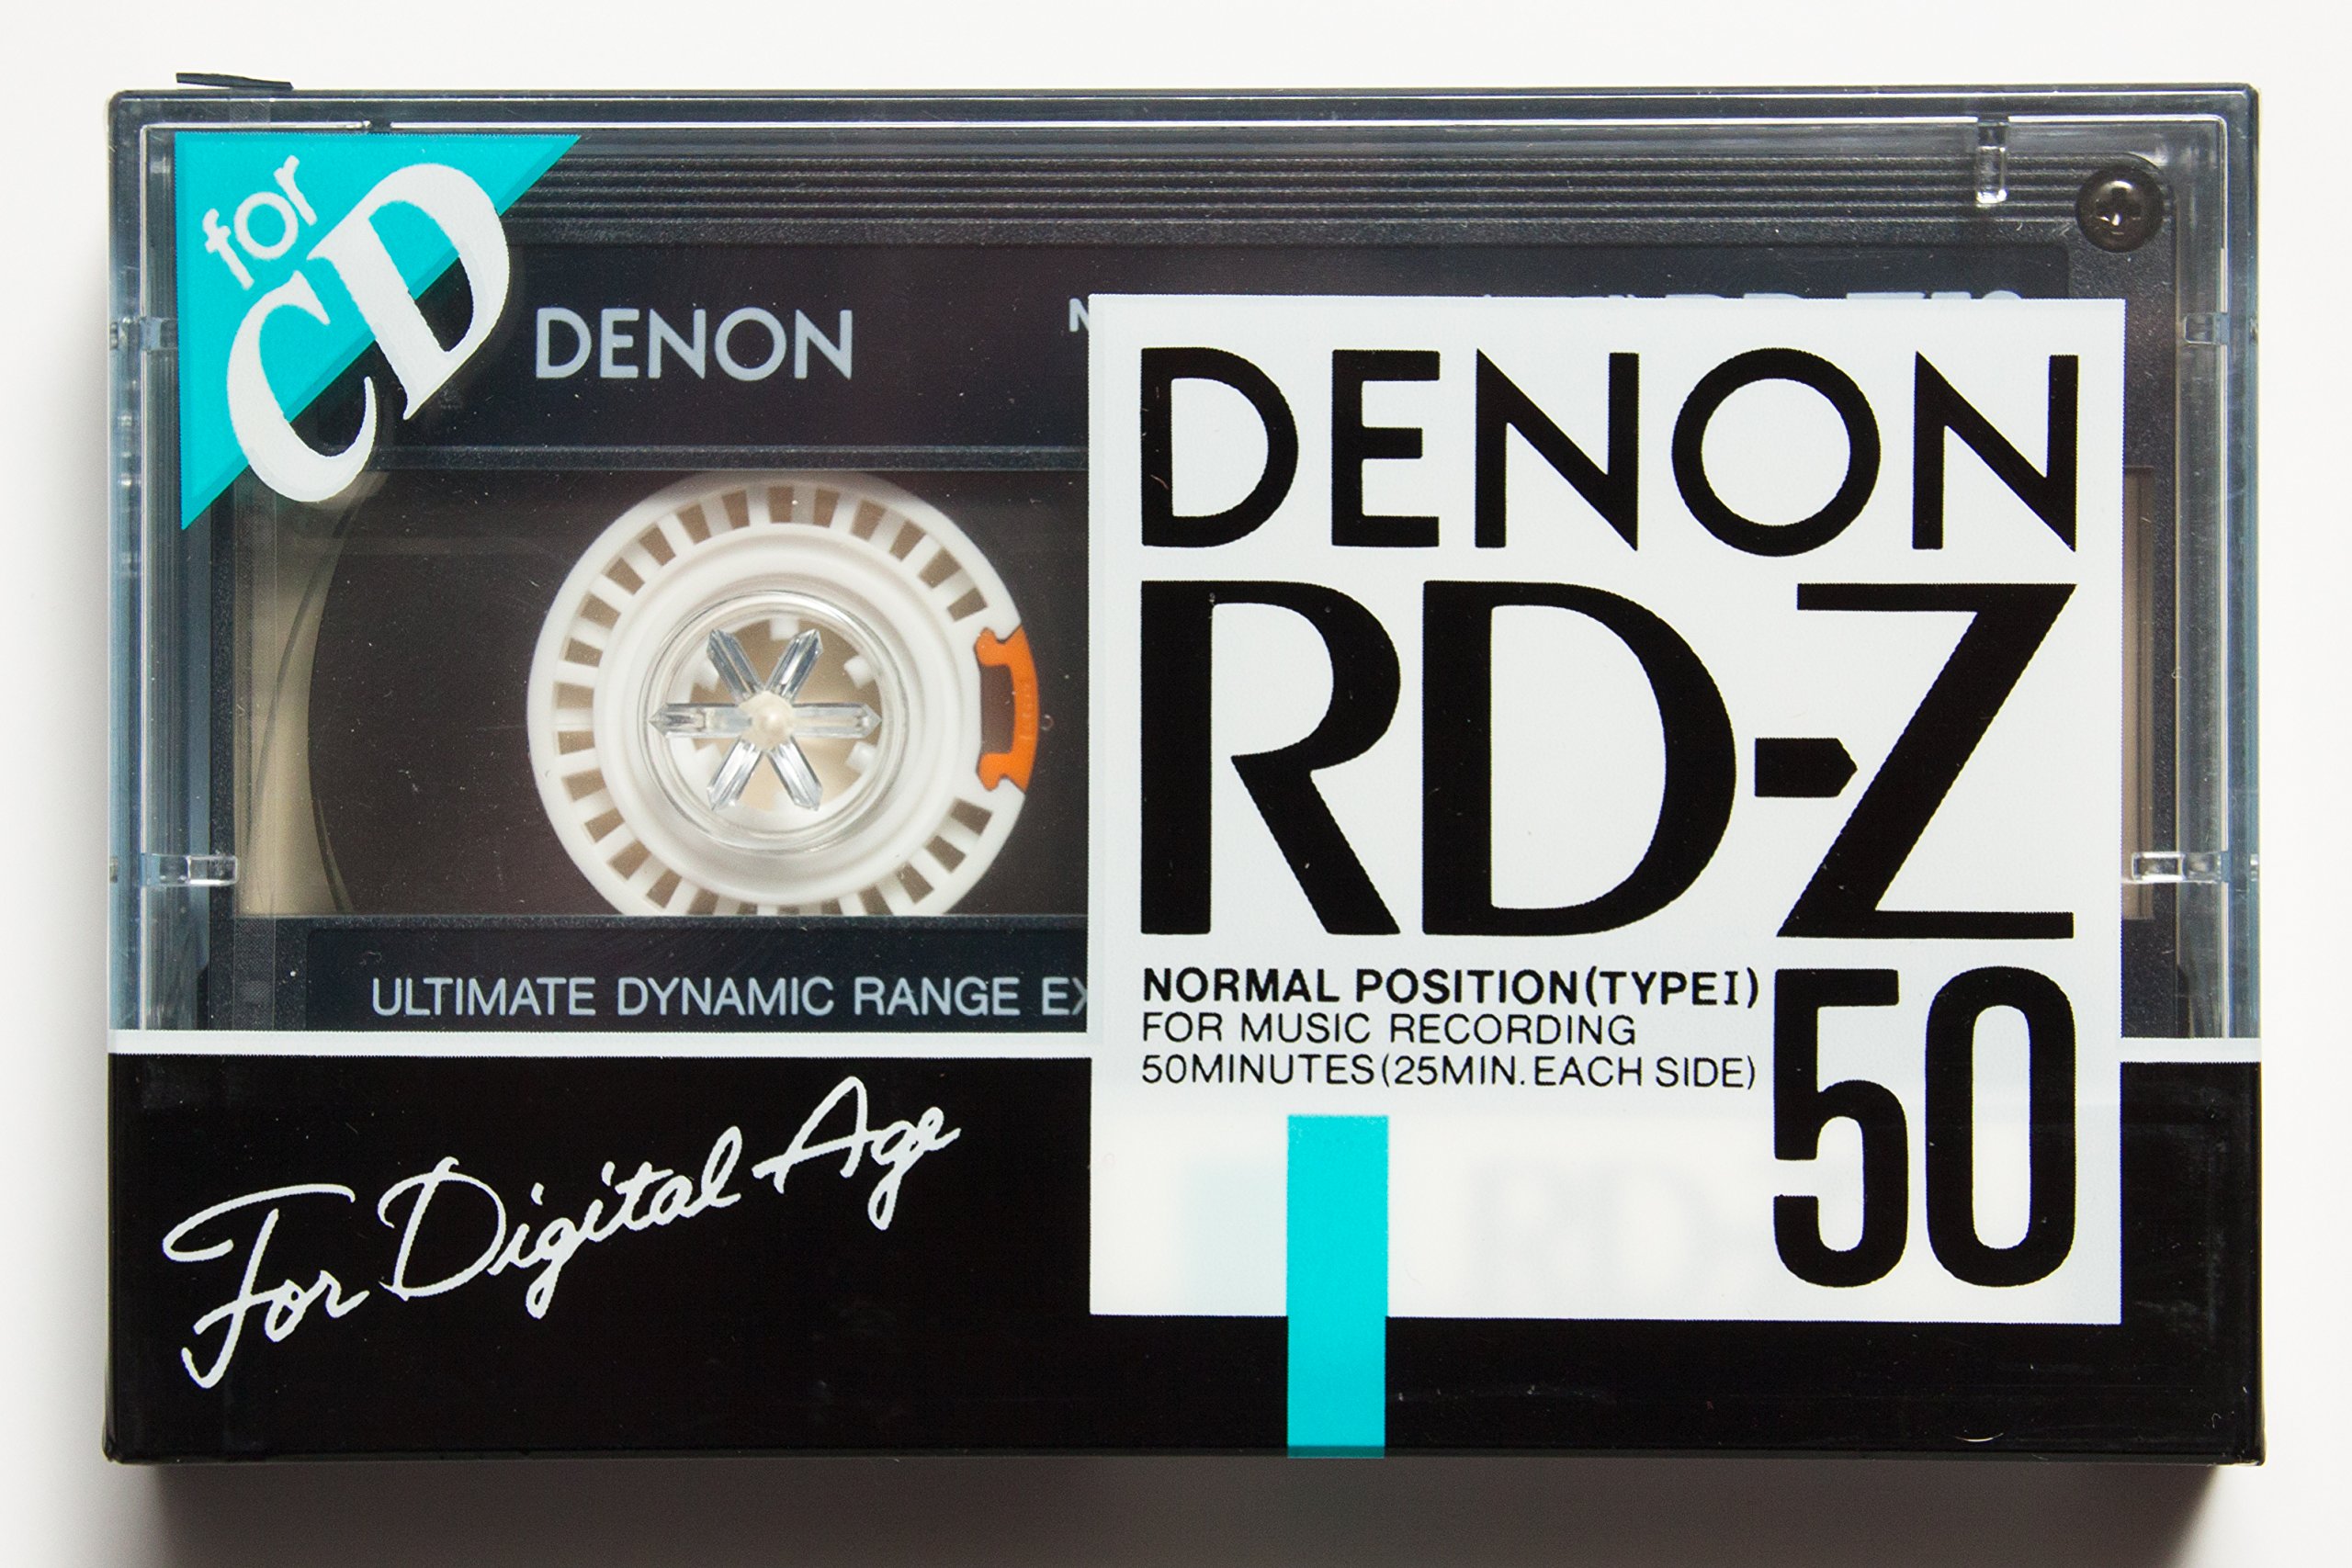 for
CD
DENON
DENON
RD-Z
50
NORMAL POSITION(TYPEI)
FOR MUSIC RECORDING
50MINUTES(25MIN.EACH SIDE)
ULTIMATE DYNAMIC RANGE
For Digital Age